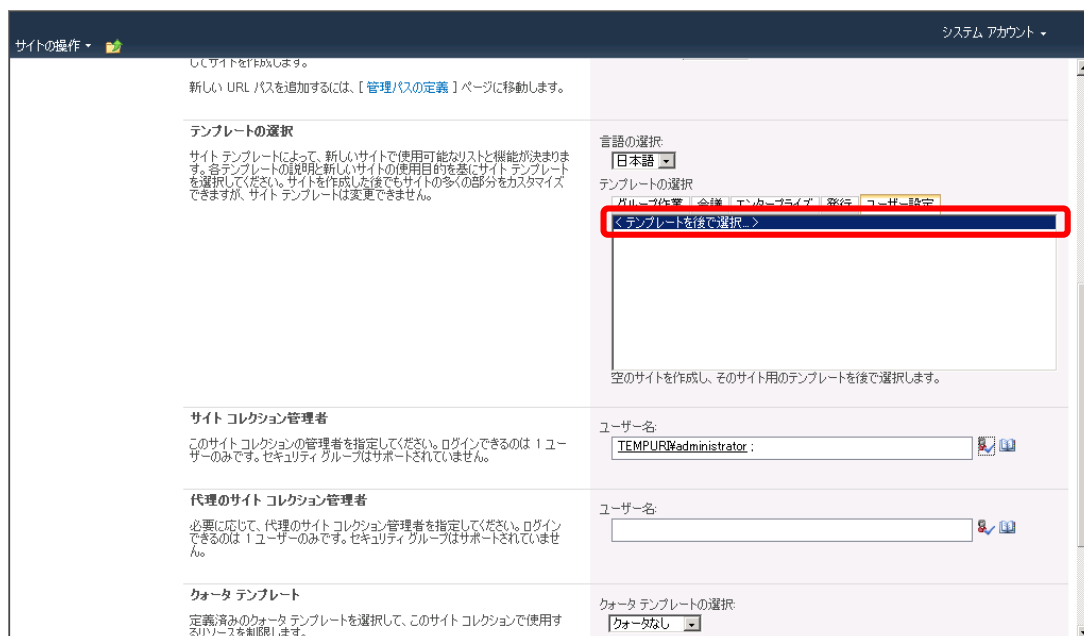 システム アカウント
サイトの操作
してサイトを作成します。
新しい URL パスを追加するには、[ 管理パスの定義 ] ページに移動します。
テンプレートの選択
サイト テンプレートによって、新しいサイトで使用可能なリストと機能が決まりま
す。各テンプレートの説明と新しいサイトの使用目的を基にサイト テンプレート
を選択してください。サイトを作成した後でもサイトの多くの部分をカスタマイズ
できますが、サイト テンプレートは変更できません。
言語の選択:
日本語
テンプレートの選択
グループ作業 会議 エンタープライズ 発行 ユーザー設定
< テンプレートを後で選択... >
空のサイトを作成し、そのサイト用のテンプレートを後で選択します。
サイト コレクション管理者
このサイト コレクションの管理者を指定してください。ログインできるのは 1 ユー
ザーのみです。セキュリティ グループはサポートされていません。
ユーザー名:
TEMPURI¥administrator ;
代理のサイト コレクション管理者
必要に応じて、代理のサイト コレクション管理者を指定してください。ログイン
できるのは 1 ユーザーのみです。セキュリティ グループはサポートされていませ
ん。
ユーザー名:
クォータ テンプレート
定義済みのクォータ テンプレートを選択して、このサイト コレクションで使用す
るリソースを制限します。
クォータ テンプレートの選択:
クォータなし